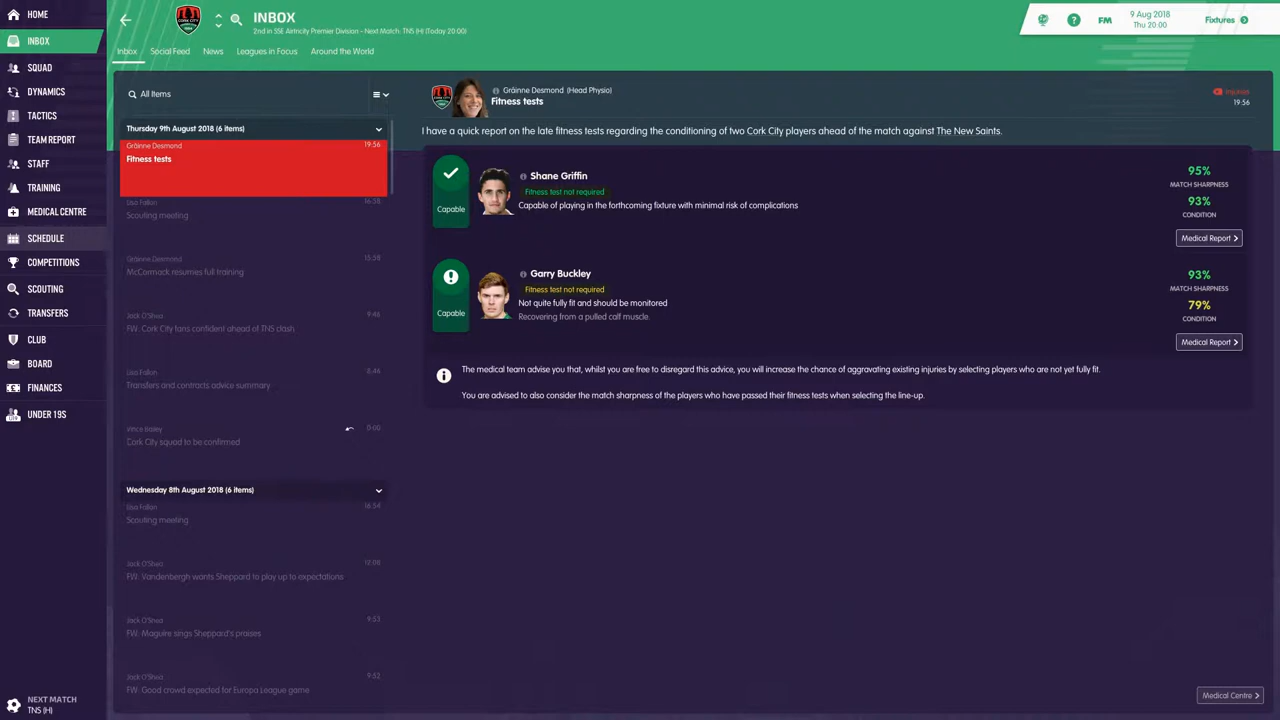 HOME
INBOX
SQUAD
DYNAMICS
TACTICS
TEAM REPORT
STAFF
TRAINING
MEDICAL CENTRE
SCHEDULE
COMPETITIONS
SCOUTING
TRANSFERS
CLUB
BOARD
FINANCES
UNDER 19S
NEXT MATCH
TNS (H)
INBOX
2nd in SSE Airtricity Premier Division - Next Match: TNS (H) (Today 20:00)
FM
9 Aug 2018
Thu 20:00
Fixtures
Inbox Social Feed News Leagues in Focus Around the World
All Items
Thursday 9th August 2018 (6 items)
Gráinne Desmond 19:56
Fitness tests
Lisa Fallon 16:58
Scouting meeting
Gráinne Desmond 15:58
McCormack resumes full training
Jack O'Shea 9:46
FW: Cork City fans confident ahead of TNS clash
Lisa Fallon 8:46
Transfers and contracts advice summary
0:00
Cork City squad to be confirmed
Wednesday 8th August 2018 (6 items)
Lisa Fallon 16:54
Scouting meeting
Jack O'Shea 12:08
FW: Vandenbergh wants Sheppard to play up to expectations
Jack O'Shea 9:53
FW: Maguire sings Sheppard's praises
Jack O'Shea 9:52
FW: Good crowd expected for Europa League game
Gráinne Desmond (Head Physio)
Fitness tests
Injuries
19:56
I have a quick report on the late fitness tests regarding the conditioning of two Cork City players ahead of the match against The New Saints.
Capable
Shane Griffin
Fitness test not required
Capable of playing in the forthcoming fixture with minimal risk of complications
95%
MATCH SHARPNESS
93%
CONDITION
Medical Report
Capable
Garry Buckley
Fitness test not required
Not quite fully fit and should be monitored
Recovering from a pulled calf muscle.
93%
MATCH SHARPNESS
79%
CONDITION
Medical Report
The medical team advise you that, whilst you are free to disregard this advice, you will increase the chance of aggravating existing injuries by selecting players who are not yet fully fit.
You are advised to also consider the match sharpness of the players who have passed their fitness tests when selecting the line-up.
Medical Centre